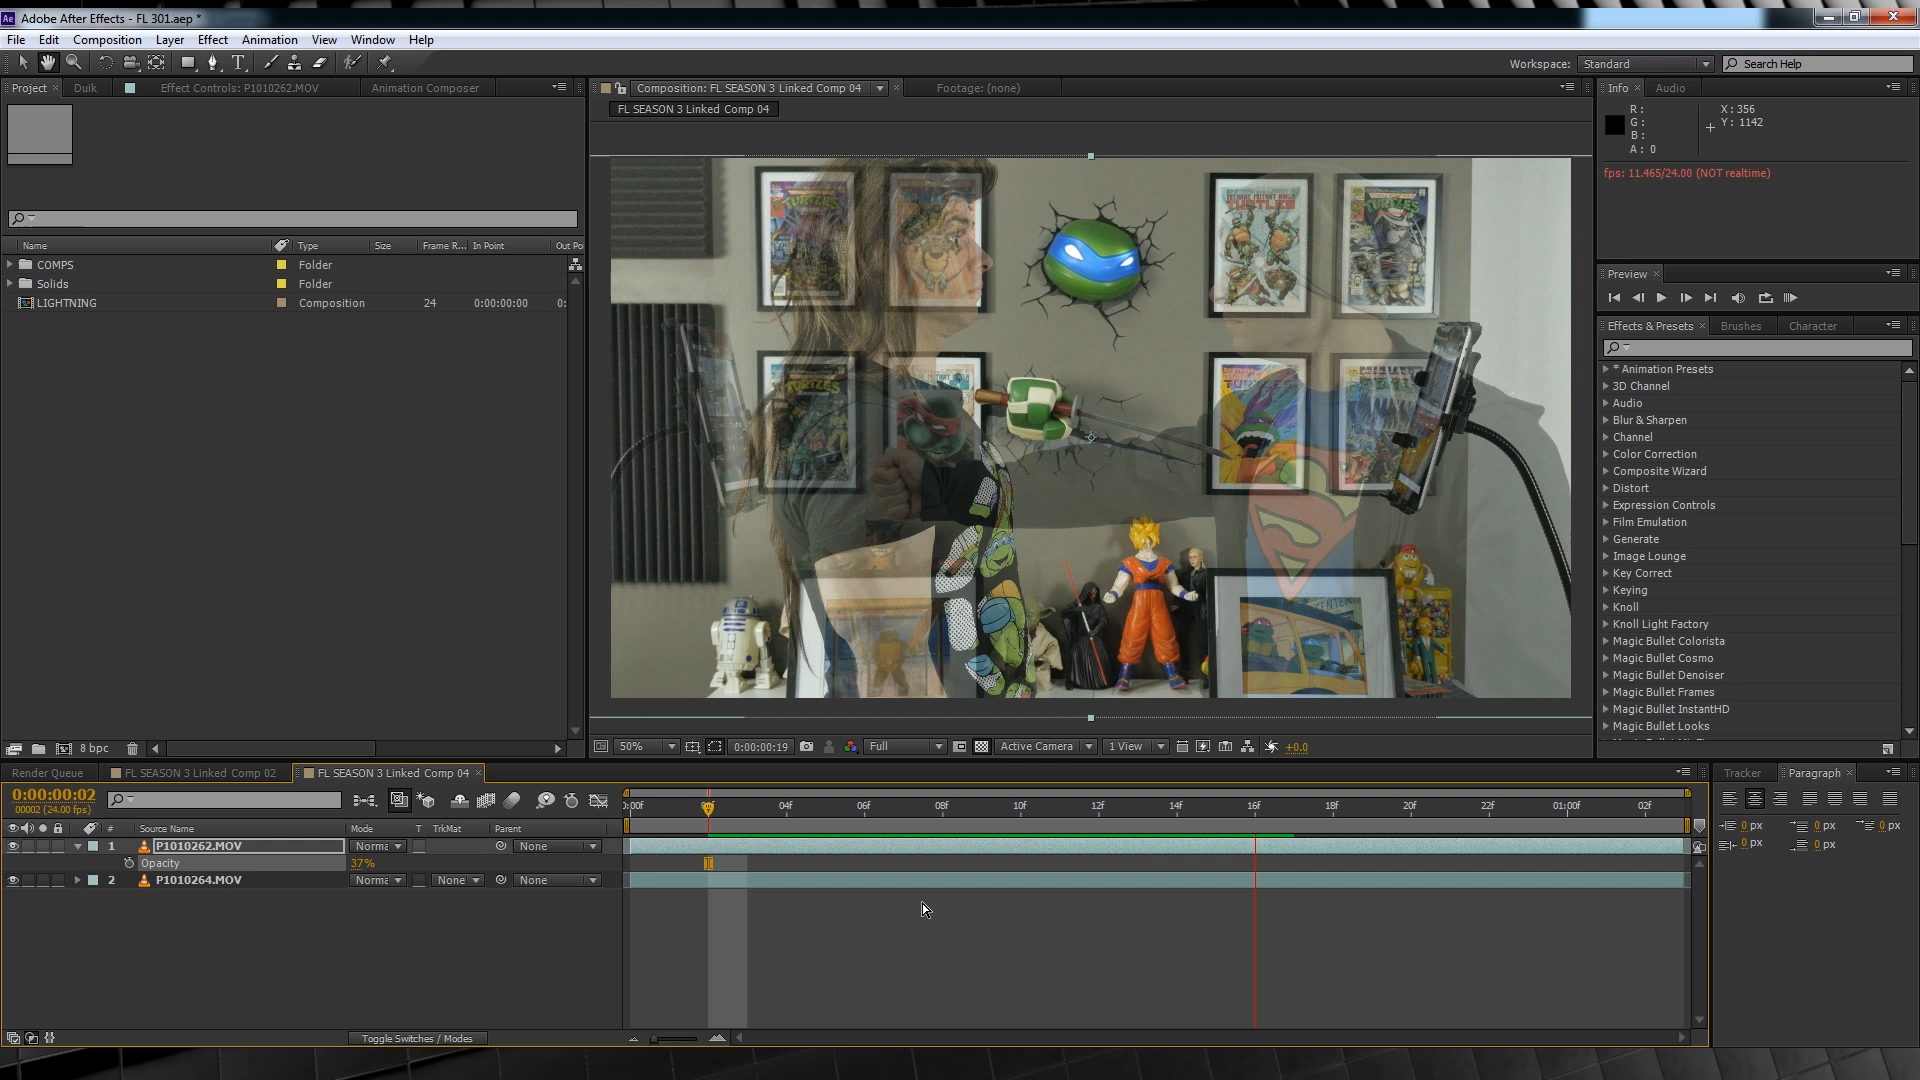 Adobe After Effects - FL 301.aep *
File Edit Composition Layer Effect Animation View Window Help
Workspace: Standard Search Help
Project Duik Effect Controls: P1010262.MOV Animation Composer
Composition: FL SEASON 3 Linked Comp 04 Footage: (none)
FL SEASON 3 Linked Comp 04
Info Audio
R :
G :
B :
A : 0
X : 356
Y : 1142
fps: 11.465/24.00 (NOT realtime)
Name Type Size Frame R... In Point Out Po
COMPS Folder
Solids Folder
LIGHTNING Composition 24 0:00:00:00 0:
TURTLES
TURTLES
TURTLES
TURTLES
CENTER
Preview
Effects & Presets Brushes Character
* Animation Presets
3D Channel
Audio
Blur & Sharpen
Channel
Color Correction
Composite Wizard
Distort
Expression Controls
Film Emulation
Generate
Image Lounge
Key Correct
Keying
Knoll
Knoll Light Factory
Magic Bullet Colorista
Magic Bullet Cosmo
Magic Bullet Denoiser
Magic Bullet Frames
Magic Bullet InstantHD
Magic Bullet Looks
8 bpc
50% 0:00:00:19 Full Active Camera 1 View +0.0
Render Queue FL SEASON 3 Linked Comp 02 FL SEASON 3 Linked Comp 04
0:00:00:02
00002 (24.00 fps)
0:00f 04f 06f 08f 10f 12f 14f 16f 18f 20f 22f 01:00f 02f
# Source Name Mode T TrkMat Parent
1 P1010262.MOV Norma None
Opacity 37%
2 P1010264.MOV Norma None None
Toggle Switches / Modes
Tracker Paragraph
0 px 0 px 0 px
0 px 0 px